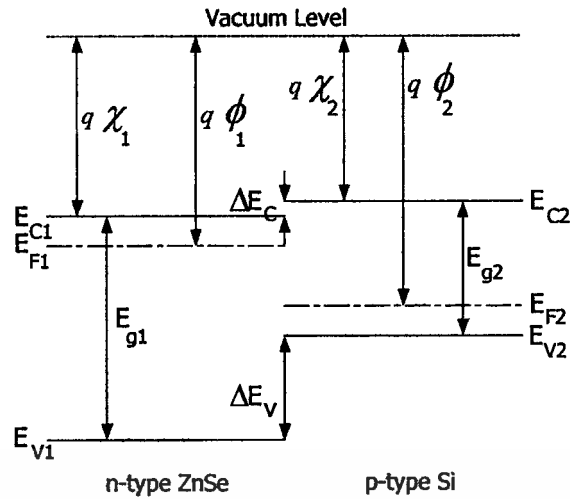 Vacuum Level
q χ1
q ϕ1
q χ2
q ϕ2
ΔEC
EC1
EF1
EC2
Eg1
Eg2
EF2
EV2
ΔEV
EV1
n-type ZnSe
p-type Si